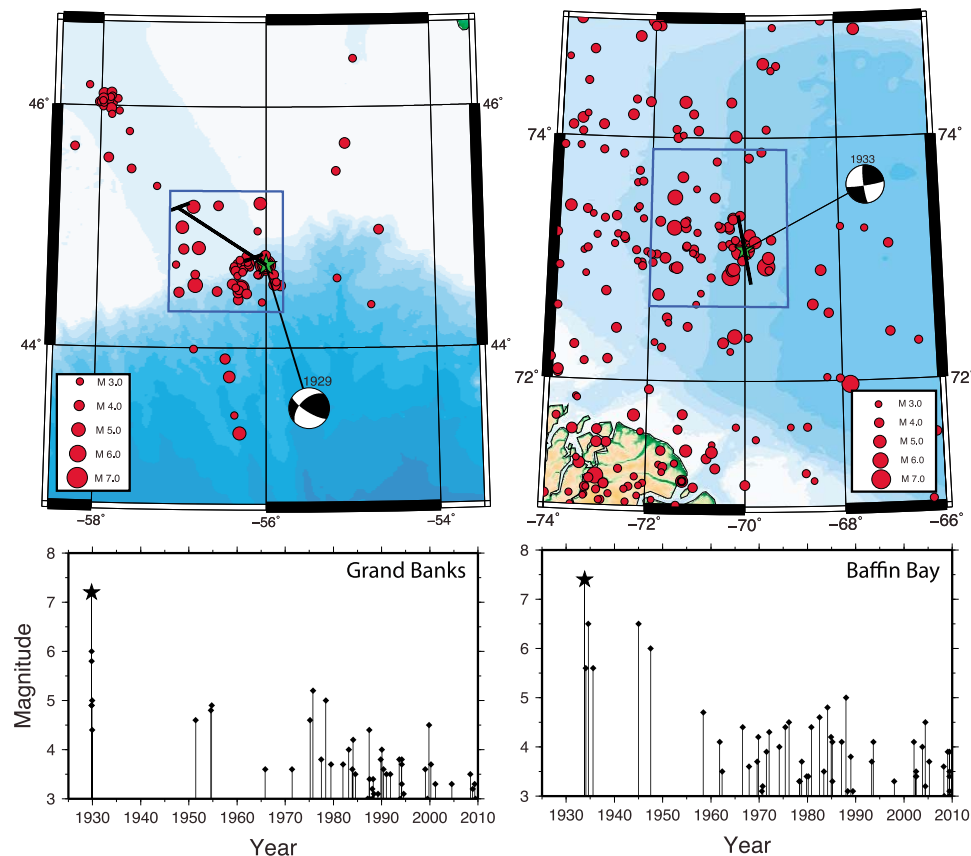 46˚
46˚
44˚
44˚
1929
M 3.0
M 4.0
M 5.0
M 6.0
M 7.0
−58˚
−56˚
−54˚
74˚
74˚
1933
72˚
72˚
M 3.0
M 4.0
M 5.0
M 6.0
M 7.0
−74˚
−72˚
−70˚
−68˚
−66˚
Grand Banks
8
7
6
5
4
3
Magnitude
1930 1940 1950 1960 1970 1980 1990 2000 2010
Year
Baffin Bay
8
7
6
5
4
3
1930 1940 1950 1960 1970 1980 1990 2000 2010
Year